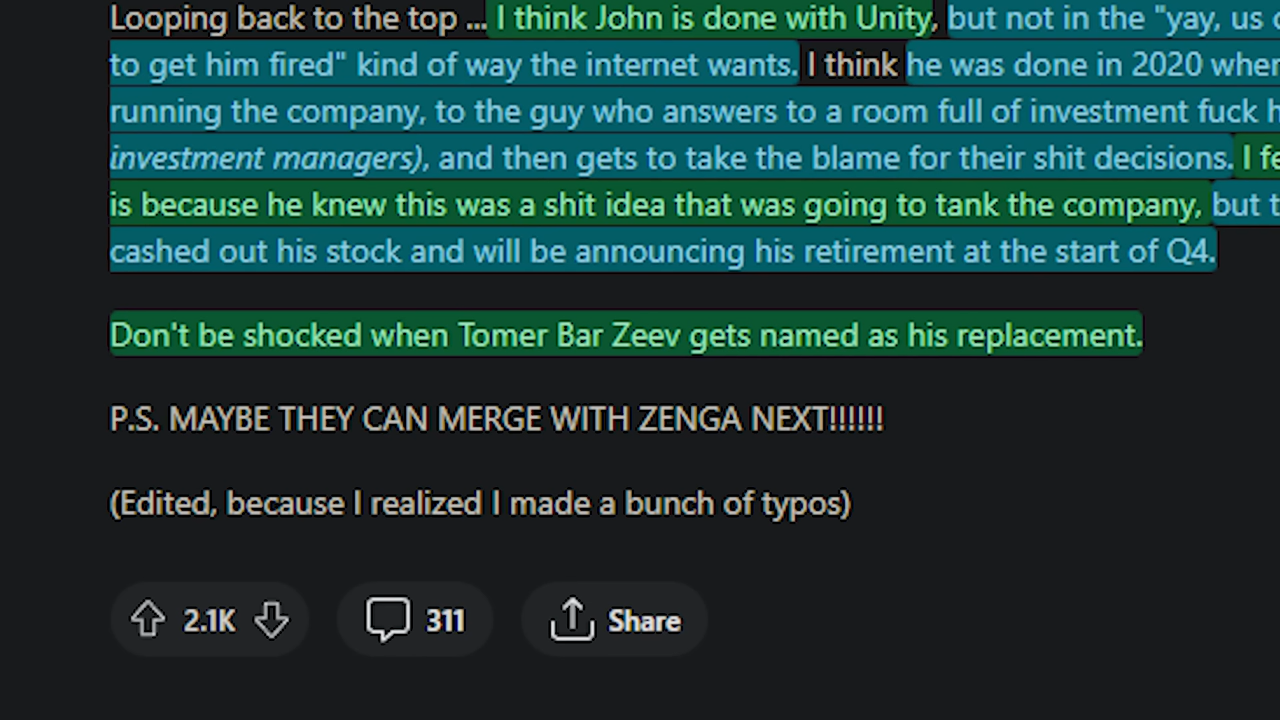 Looping back to the top ... I think John is done with Unity, but not in the "yay, us
to get him fired" kind of way the internet wants. I think he was done in 2020
running the company, to the guy who answers to a room full of investment fuck
investment managers), and then gets to take the blame for their shit decisions. I
is because he knew this was a shit idea that was going to tank the company, but
cashed out his stock and will be announcing his retirement at the start of Q4.
Don't be shocked when Tomer Bar Zeev gets named as his replacement.
P.S. MAYBE THEY CAN MERGE WITH ZENGA NEXT!!!!!!
(Edited, because I realized I made a bunch of typos)
2.1K 311 Share